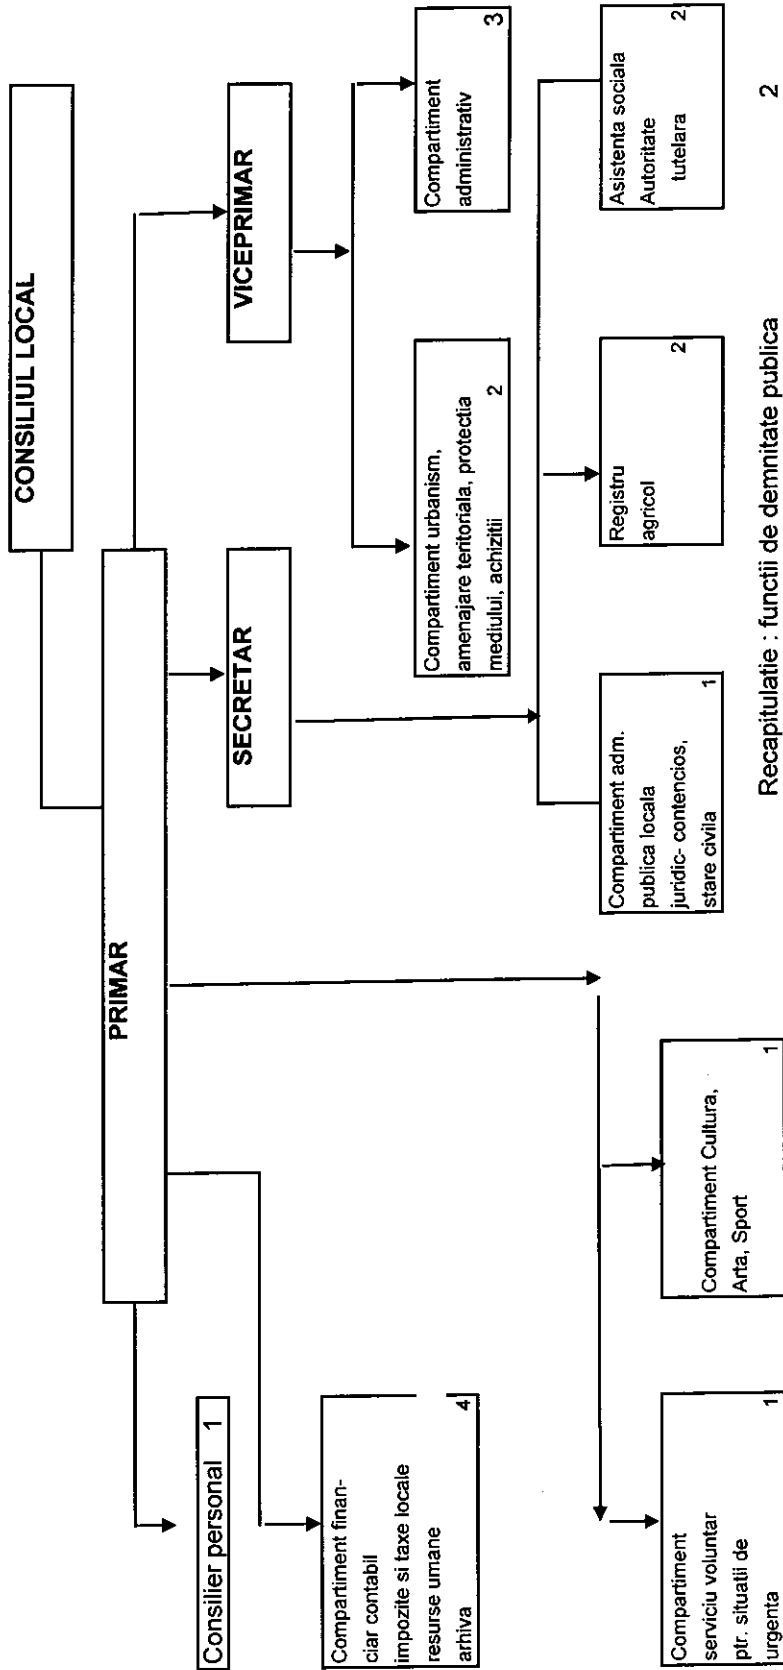 CONSILIUL LOCAL
PRIMAR
VICEPRIMAR
SECRETAR
Consilier personal 1
Compartiment finan-
ciar contabil
impozite si taxe locale
resurse umane
arhiva 4
Compartiment urbanism,
amenajare teritoriala, protectia
mediului, achizitii 2
Compartiment
administrativ 3
Compartiment adm.
publica locala
juridic- contencios,
stare civila 1
Registru
agricol 2
Asistenta sociala
Autoritate
tutelara 2
Compartiment
serviciu voluntar
ptr. situatii de
urgenta 1
Compartiment Cultura,
Arta, Sport 1
Recapitulatie : functii de demnitate publica 2